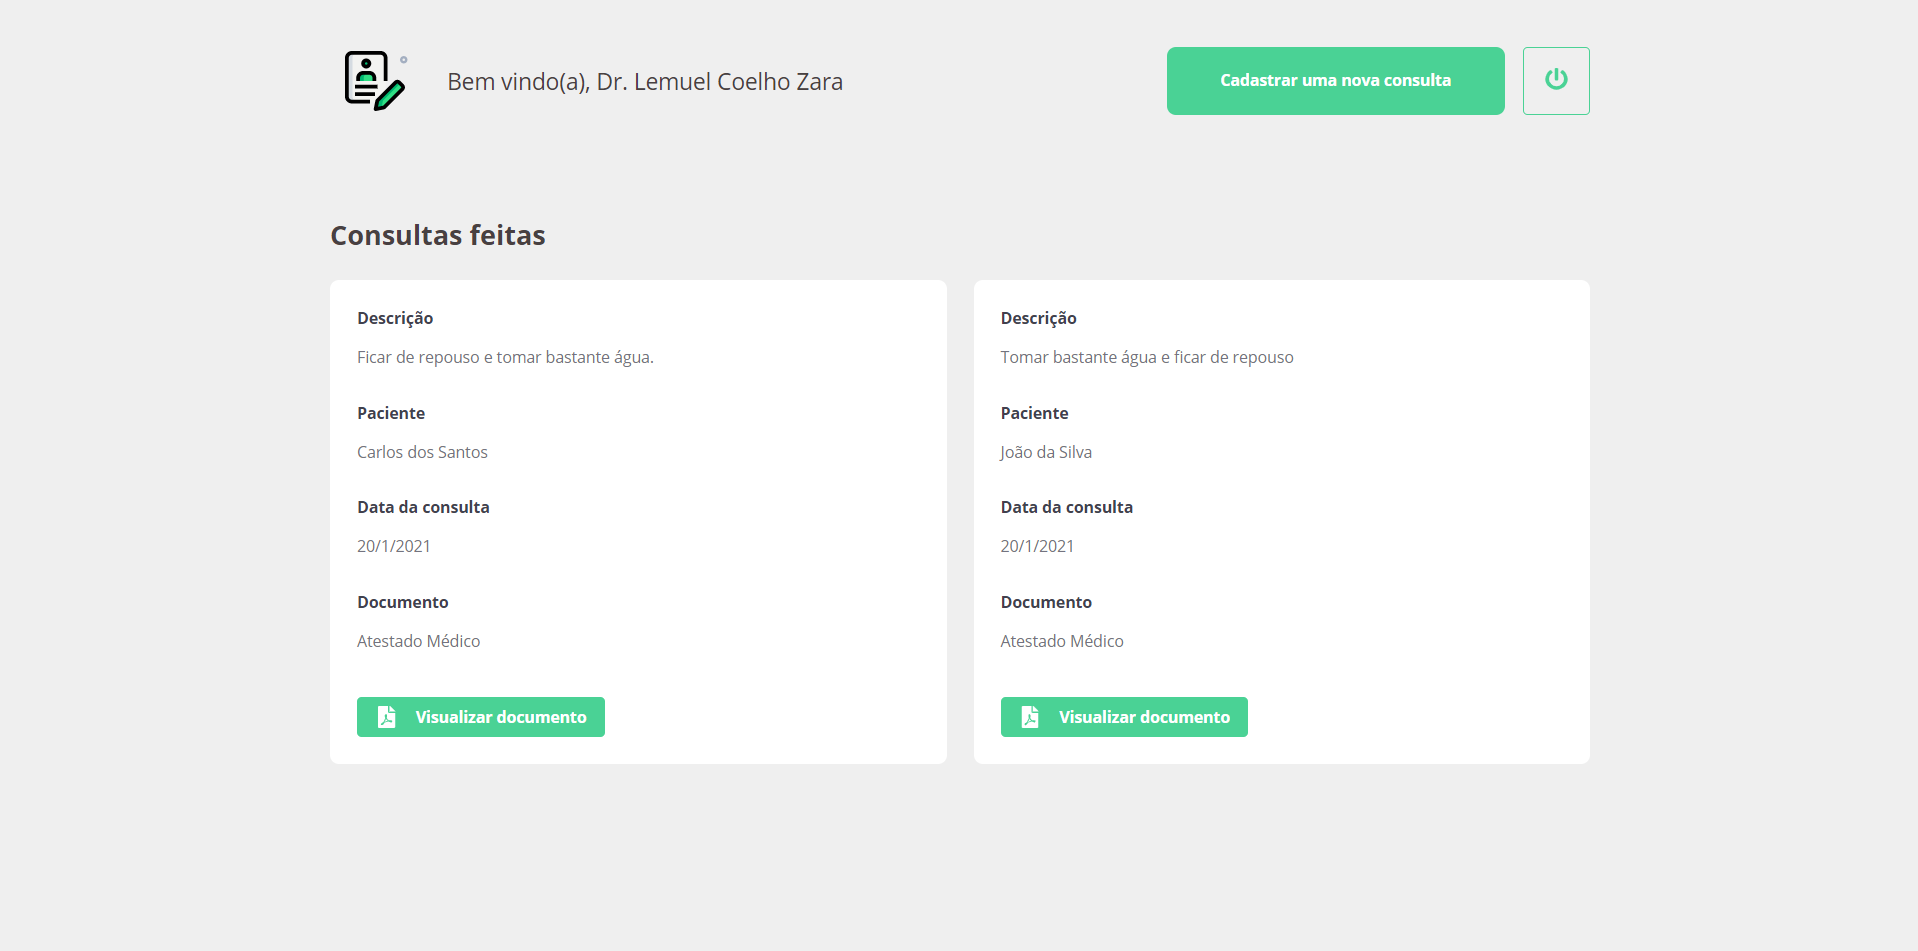 Bem vindo(a), Dr. Lemuel Coelho Zara
Cadastrar uma nova consulta
Consultas feitas
Descrição
Ficar de repouso e tomar bastante água.
Paciente
Carlos dos Santos
Data da consulta
20/1/2021
Documento
Atestado Médico
Visualizar documento
Descrição
Tomar bastante água e ficar de repouso
Paciente
João da Silva
Data da consulta
20/1/2021
Documento
Atestado Médico
Visualizar documento